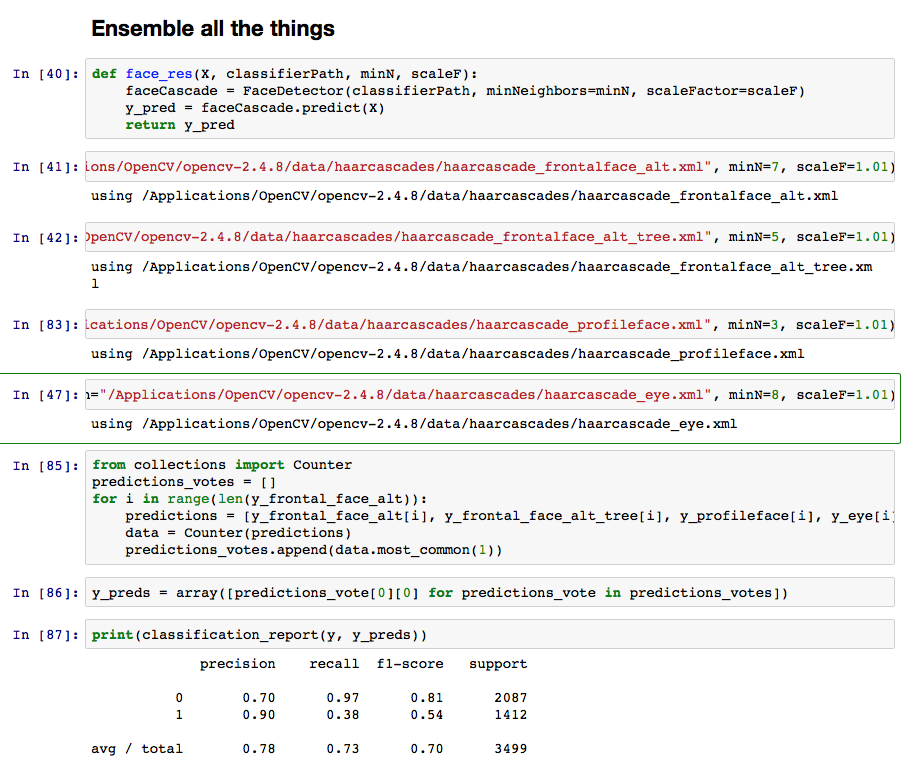 Ensemble all the things
In [40]: def face_res(X, classifierPath, minN, scaleF):
    faceCascade = FaceDetector(classifierPath, minNeighbors=minN, scaleFactor=scaleF)
    y_pred = faceCascade.predict(X)
    return y_pred
In [41]: ions/OpenCV/opencv-2.4.8/data/haarcascades/haarcascade_frontalface_alt.xml", minN=7, scaleF=1.01)
using /Applications/OpenCV/opencv-2.4.8/data/haarcascades/haarcascade_frontalface_alt.xml
In [42]: OpenCV/opencv-2.4.8/data/haarcascades/haarcascade_frontalface_alt_tree.xml", minN=5, scaleF=1.01)
using /Applications/OpenCV/opencv-2.4.8/data/haarcascades/haarcascade_frontalface_alt_tree.xm
l
In [83]: ications/OpenCV/opencv-2.4.8/data/haarcascades/haarcascade_profileface.xml", minN=3, scaleF=1.01)
using /Applications/OpenCV/opencv-2.4.8/data/haarcascades/haarcascade_profileface.xml
In [47]: h="/Applications/OpenCV/opencv-2.4.8/data/haarcascades/haarcascade_eye.xml", minN=8, scaleF=1.01)
using /Applications/OpenCV/opencv-2.4.8/data/haarcascades/haarcascade_eye.xml
In [85]: from collections import Counter
predictions_votes = []
for i in range(len(y_frontal_face_alt)):
    predictions = [y_frontal_face_alt[i], y_frontal_face_alt_tree[i], y_profileface[i], y_eye[i]
    data = Counter(predictions)
    predictions_votes.append(data.most_common(1))
In [86]: y_preds = array([predictions_vote[0][0] for predictions_vote in predictions_votes])
In [87]: print(classification_report(y, y_preds))
precision recall f1-score support
0 0.70 0.97 0.81 2087
1 0.90 0.38 0.54 1412
avg / total 0.78 0.73 0.70 3499